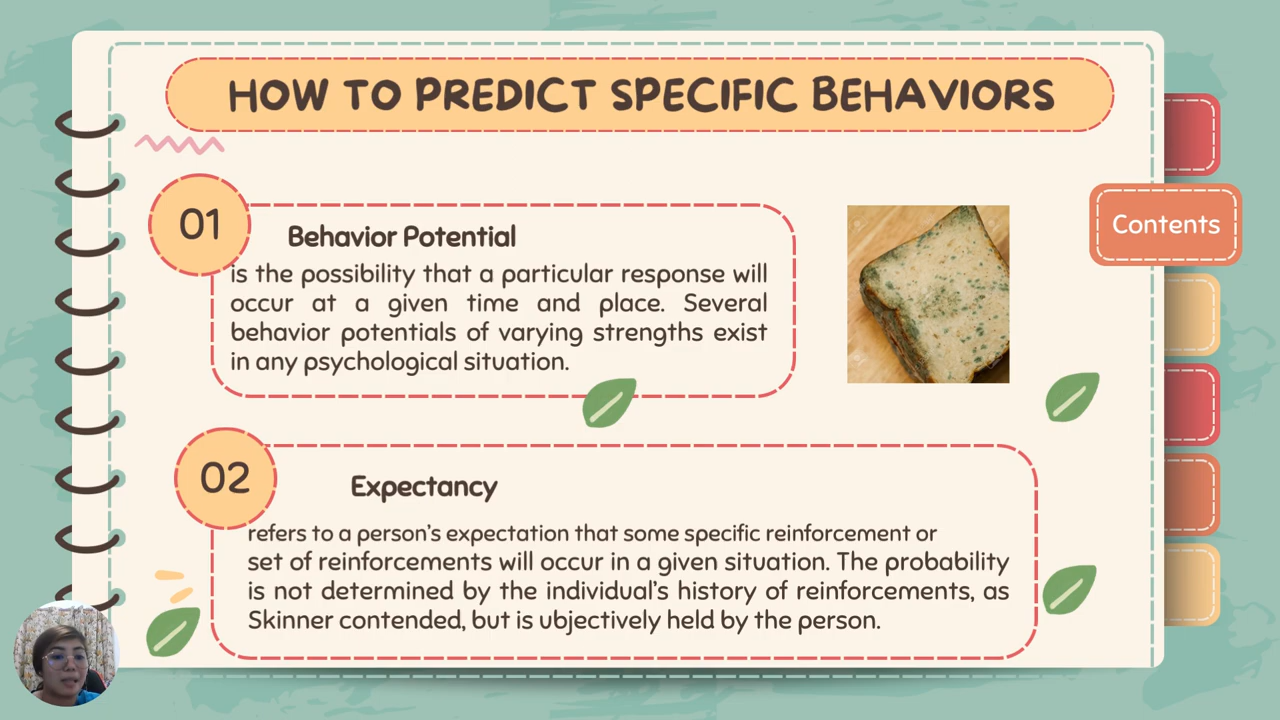 HOW TO PREDICT SPECIFIC BEHAVIORS
01
Behavior Potential
is the possibility that a particular response will
occur at a given time and place. Several
behavior potentials of varying strengths exist
in any psychological situation.
Contents
02
Expectancy
refers to a person's expectation that some specific reinforcement or
set of reinforcements will occur in a given situation. The probability
is not determined by the individual's history of reinforcements, as
Skinner contended, but is ubjectively held by the person.